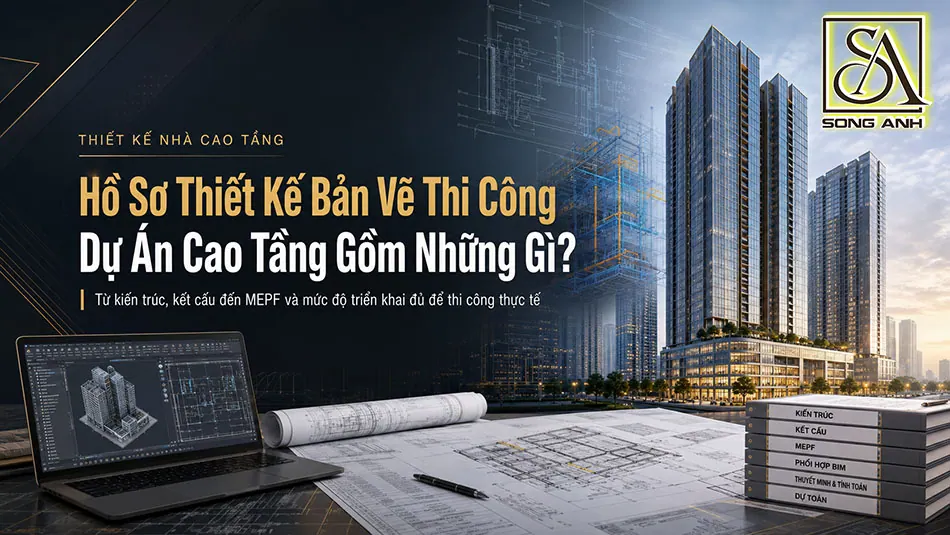 SA
SONG ANH
THIẾT KẾ NHÀ CAO TẦNG
Hồ Sơ Thiết Kế Bản Vẽ Thi Công
Dự Án Cao Tầng Gồm Những Gì?
Từ kiến trúc, kết cấu đến MEPF và mức độ triển khai đủ để thi công thực tế
KIẾN TRÚC
KẾT CẤU
MEPF
PHỐI HỢP BIM
THUYẾT MINH & TÍNH TOÁN
DỰ TOÁN